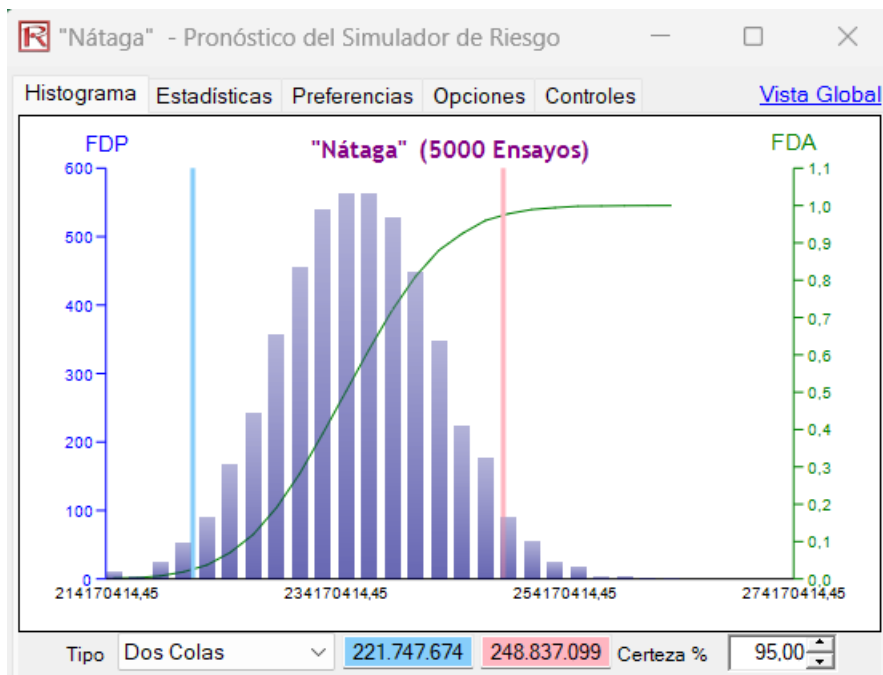 R "Nátaga" - Pronóstico del Simulador de Riesgo
Histograma Estadísticas Preferencias Opciones Controles Vista Global
FDP "Nátaga" (5000 Ensayos) FDA
600 1,1
1,0
500 0,9
400 0,8
0,7
300 0,6
0,5
200 0,4
0,3
100 0,2
0,1
0 0,0
214170414,45 234170414,45 254170414,45 274170414,45
Tipo Dos Colas 221.747.674 248.837.099 Certeza % 95,00